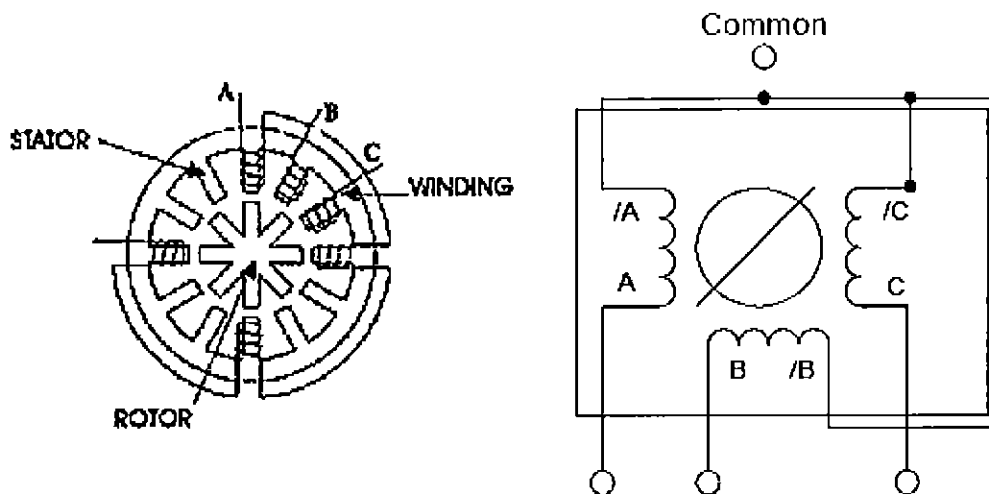 A
B
STATOR
C
WINDING
ROTOR
Common
/A
/C
A
C
B
/B